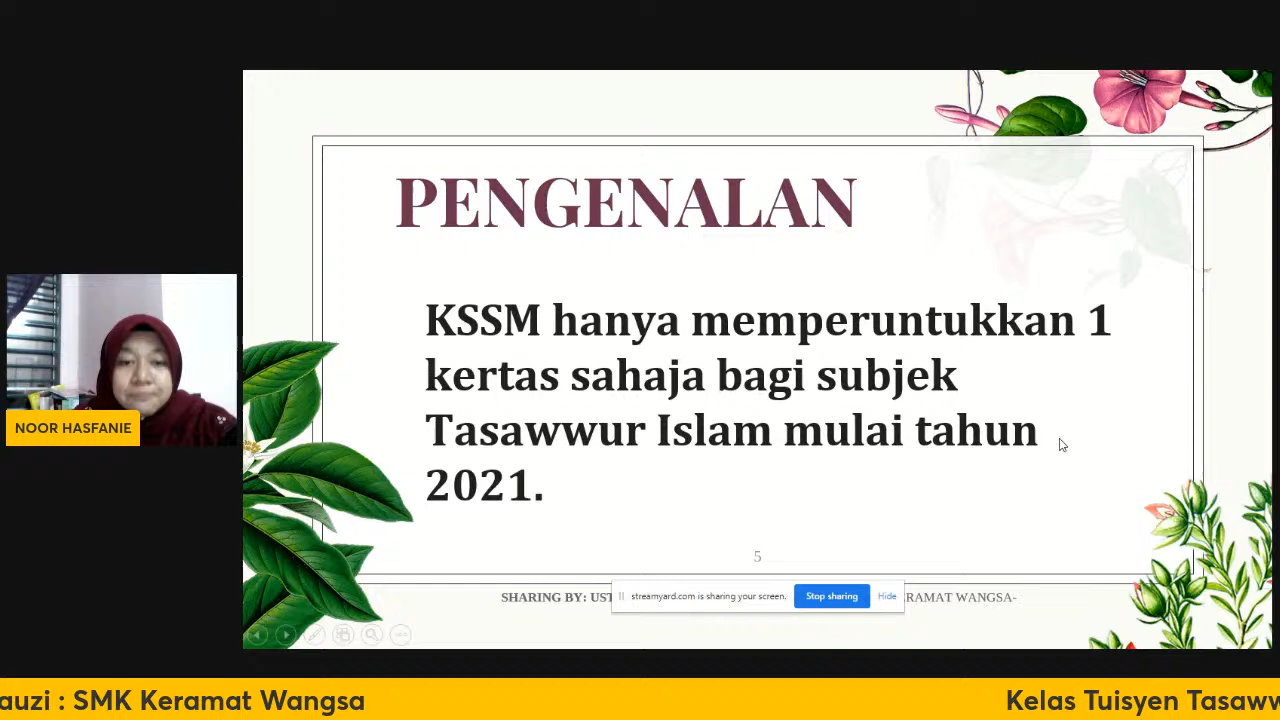 PENGENALAN
KSSM hanya memperuntukkan 1
kertas sahaja bagi subjek
Tasawwur Islam mulai tahun
2021.
NOOR HASFANIE
5
SHARING BY: UST
streamyard.com is sharing your screen.
Stop sharing
Hide
ERAMAT WANGSA-
auzi : SMK Keramat Wangsa
Kelas Tuisyen Tasaww